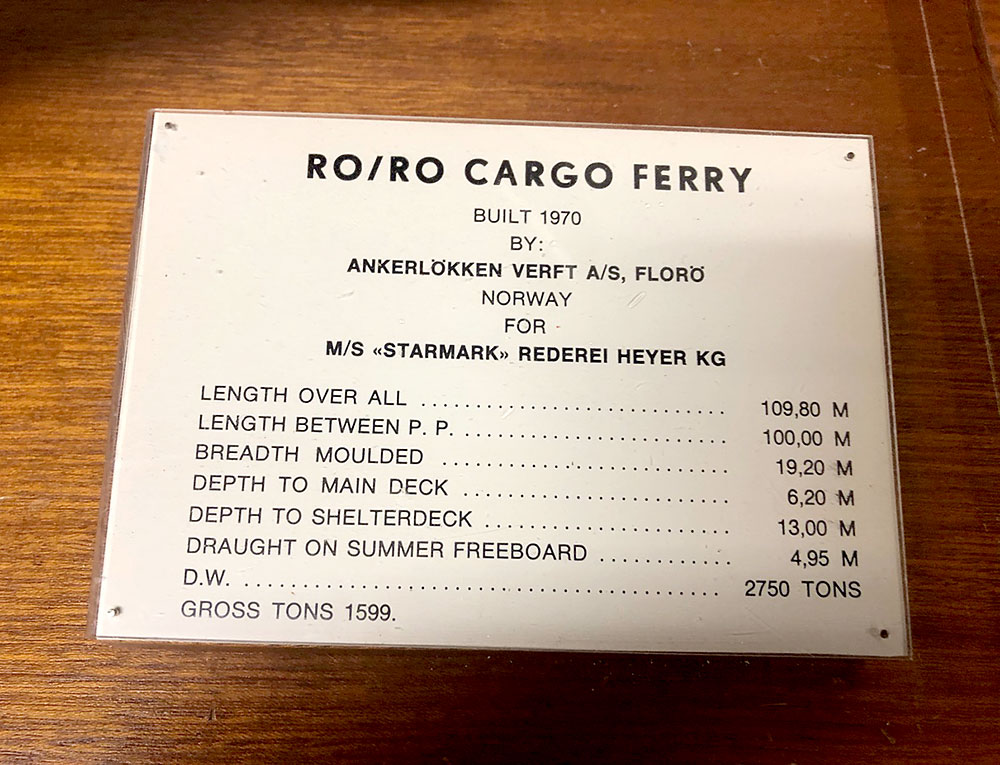 RO/RO CARGO FERRY
BUILT 1970
BY:
ANKERLÖKKEN VERFT A/S, FLORÖ
NORWAY
FOR
M/S «STARMARK» REDEREI HEYER KG
LENGTH OVER ALL ........................ 109,80 M
LENGTH BETWEEN P. P. ..................... 100,00 M
BREADTH MOULDED ...................... 19,20 M
DEPTH TO MAIN DECK ..................... 6,20 M
DEPTH TO SHELTERDECK ................... 13,00 M
DRAUGHT ON SUMMER FREEBOARD .......... 4,95 M
D.W. ..................................... 2750 TONS
GROSS TONS 1599.